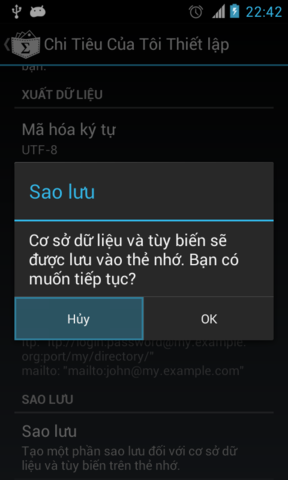 22:42
Chi Tiêu Của Tôi Thiết lập
bạn.
XUẤT DỮ LIỆU
Mã hóa ký tự
UTF-8
Sao lưu
Cơ sở dữ liệu và tùy biến sẽ
được lưu vào thẻ nhớ. Bạn có
muốn tiếp tục?
Hủy
OK
ftp: "ftp://login:password@my.example.
org:port/my/directory/"
mailto: "mailto:john@my.example.com"
SAO LƯU
Sao lưu
Tạo một phần sao lưu đối với cơ sở dữ
liệu và tùy biến trên thẻ nhớ.